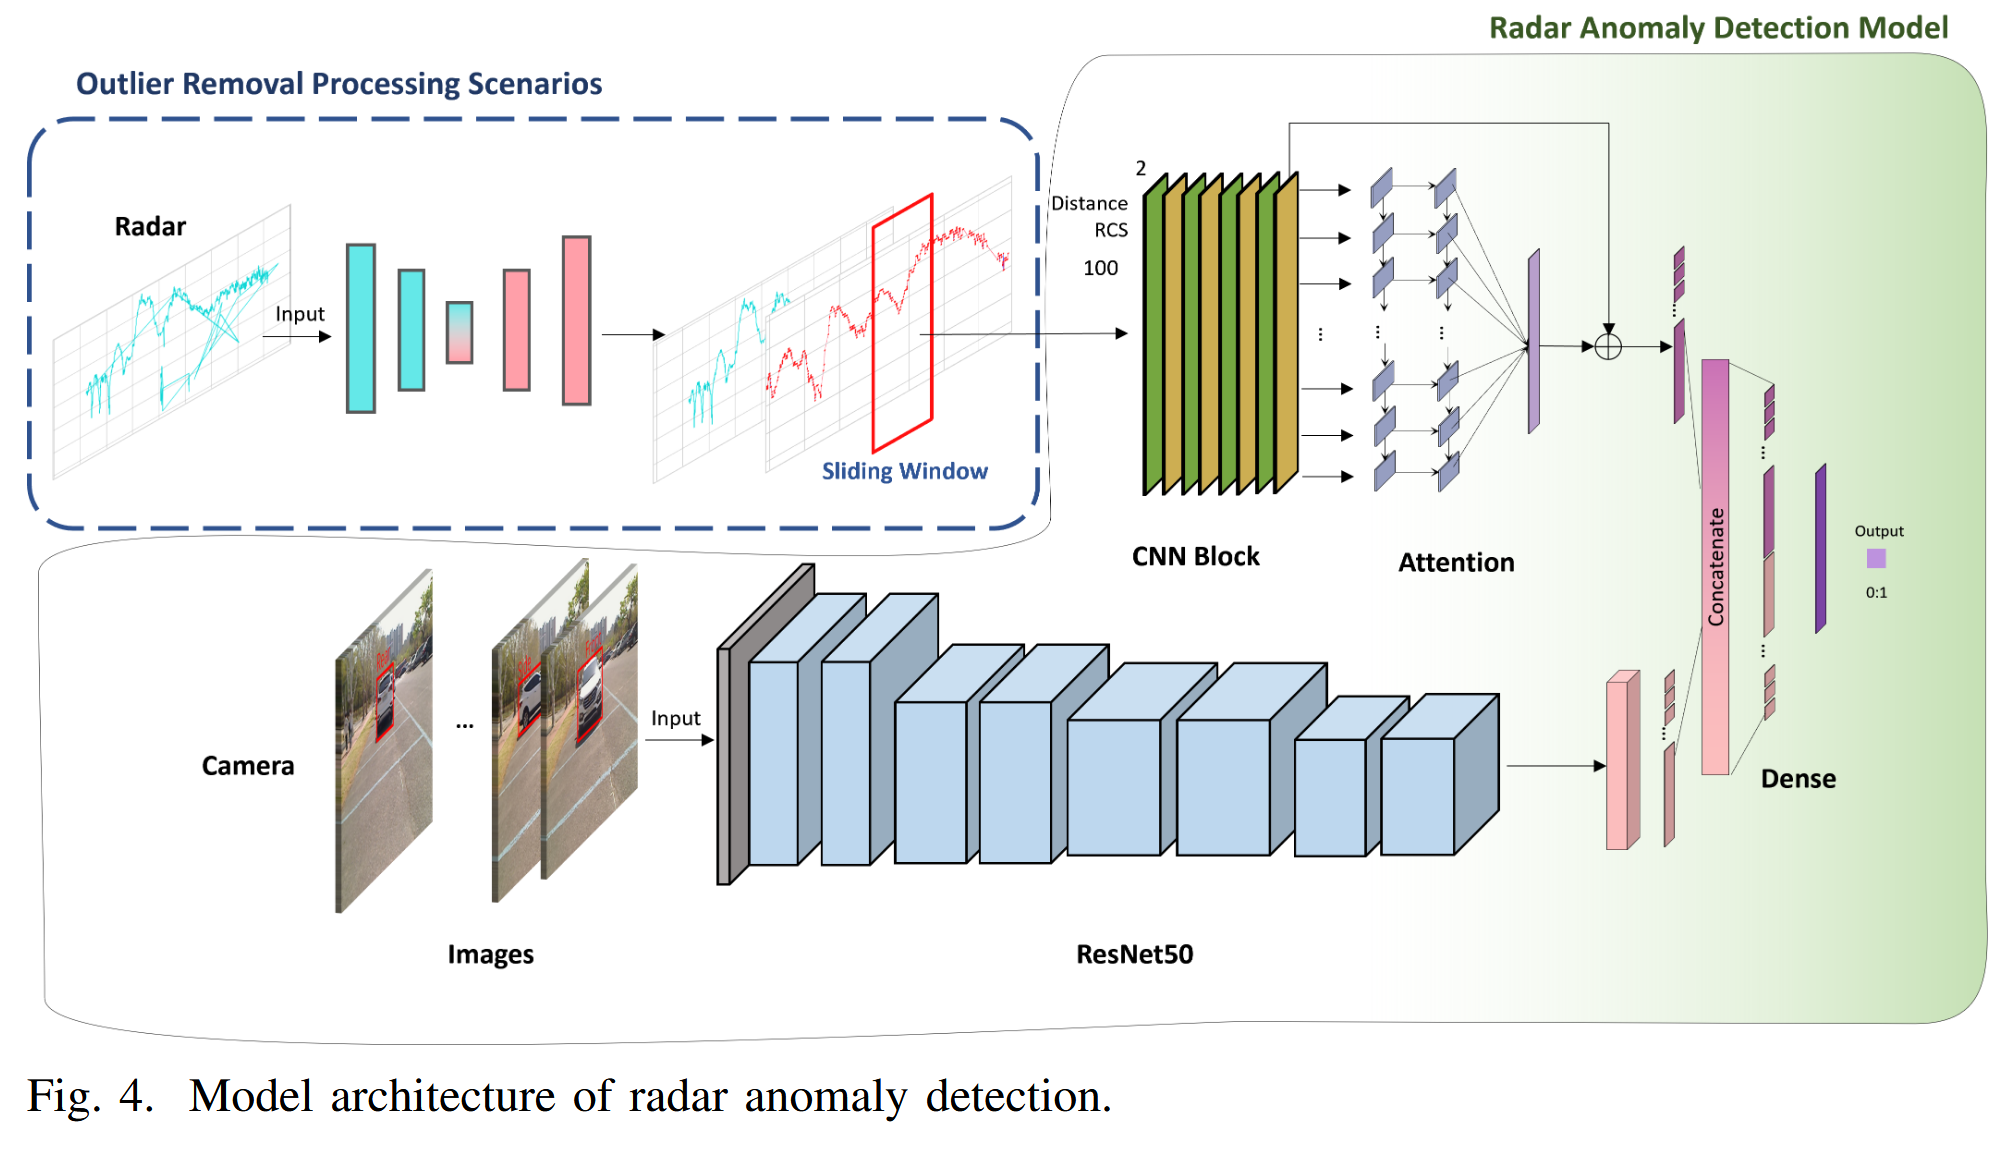 Radar Anomaly Detection Model
Outlier Removal Processing Scenarios
Radar
Input
Sliding Window
2
Distance
RCS
100
...
CNN Block
Attention
Concatenate
Output
0:1
Dense
Camera
...
Input
Images
ResNet50
Fig. 4. Model architecture of radar anomaly detection.